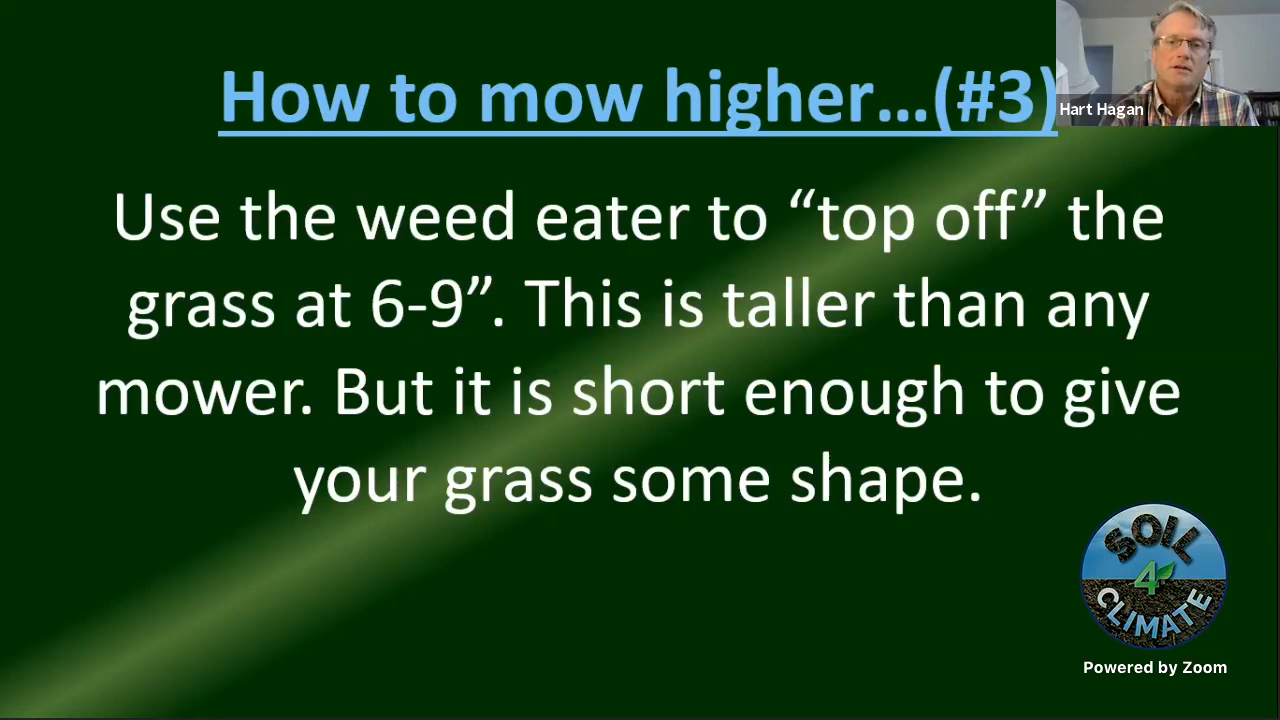 How to mow higher…(#3)
Hart Hagan
Use the weed eater to “top off” the
grass at 6-9”. This is taller than any
mower. But it is short enough to give
your grass some shape.
SOIL
4
CLIMATE
Powered by Zoom